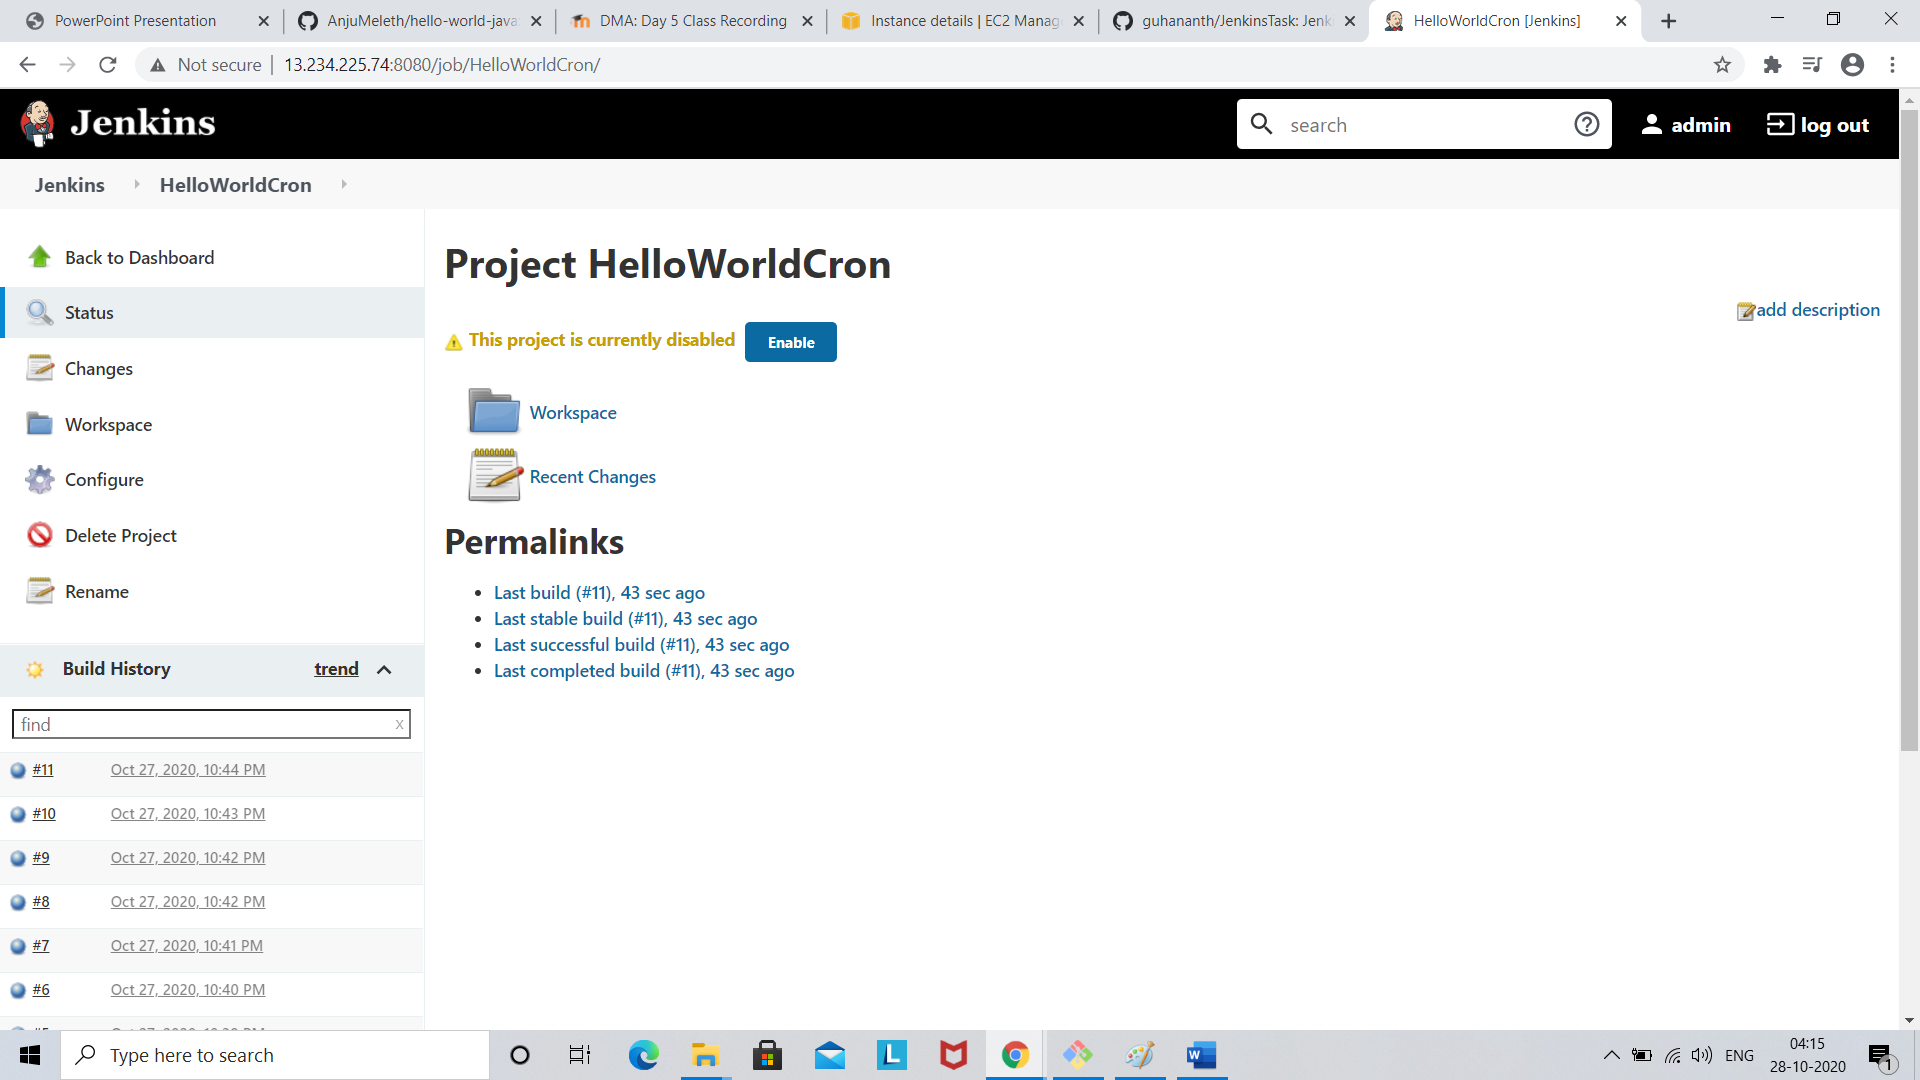 PowerPoint Presentation
AnjuMeleth/hello-world-java
DMA: Day 5 Class Recording
Instance details | EC2 Manag
guhananth/JenkinsTask: Jenk
HelloWorldCron [Jenkins]
Not secure
13.234.225.74:8080/job/HelloWorldCron/
Jenkins
search
admin
log out
Jenkins
HelloWorldCron
Back to Dashboard
Status
Changes
Workspace
Configure
Delete Project
Rename
Build History
trend
find
x
#11 Oct 27, 2020, 10:44 PM
#10 Oct 27, 2020, 10:43 PM
#9 Oct 27, 2020, 10:42 PM
#8 Oct 27, 2020, 10:42 PM
#7 Oct 27, 2020, 10:41 PM
#6 Oct 27, 2020, 10:40 PM
Project HelloWorldCron
add description
This project is currently disabled
Enable
Workspace
Recent Changes
Permalinks
Last build (#11), 43 sec ago
Last stable build (#11), 43 sec ago
Last successful build (#11), 43 sec ago
Last completed build (#11), 43 sec ago
Type here to search
L
W
ENG
04:15
28-10-2020
1